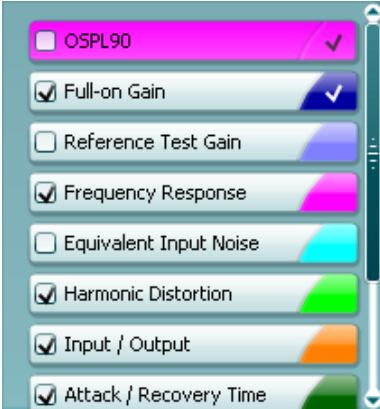 OSPL90
Full-on Gain
Reference Test Gain
Frequency Response
Equivalent Input Noise
Harmonic Distortion
Input / Output
Attack / Recovery Time